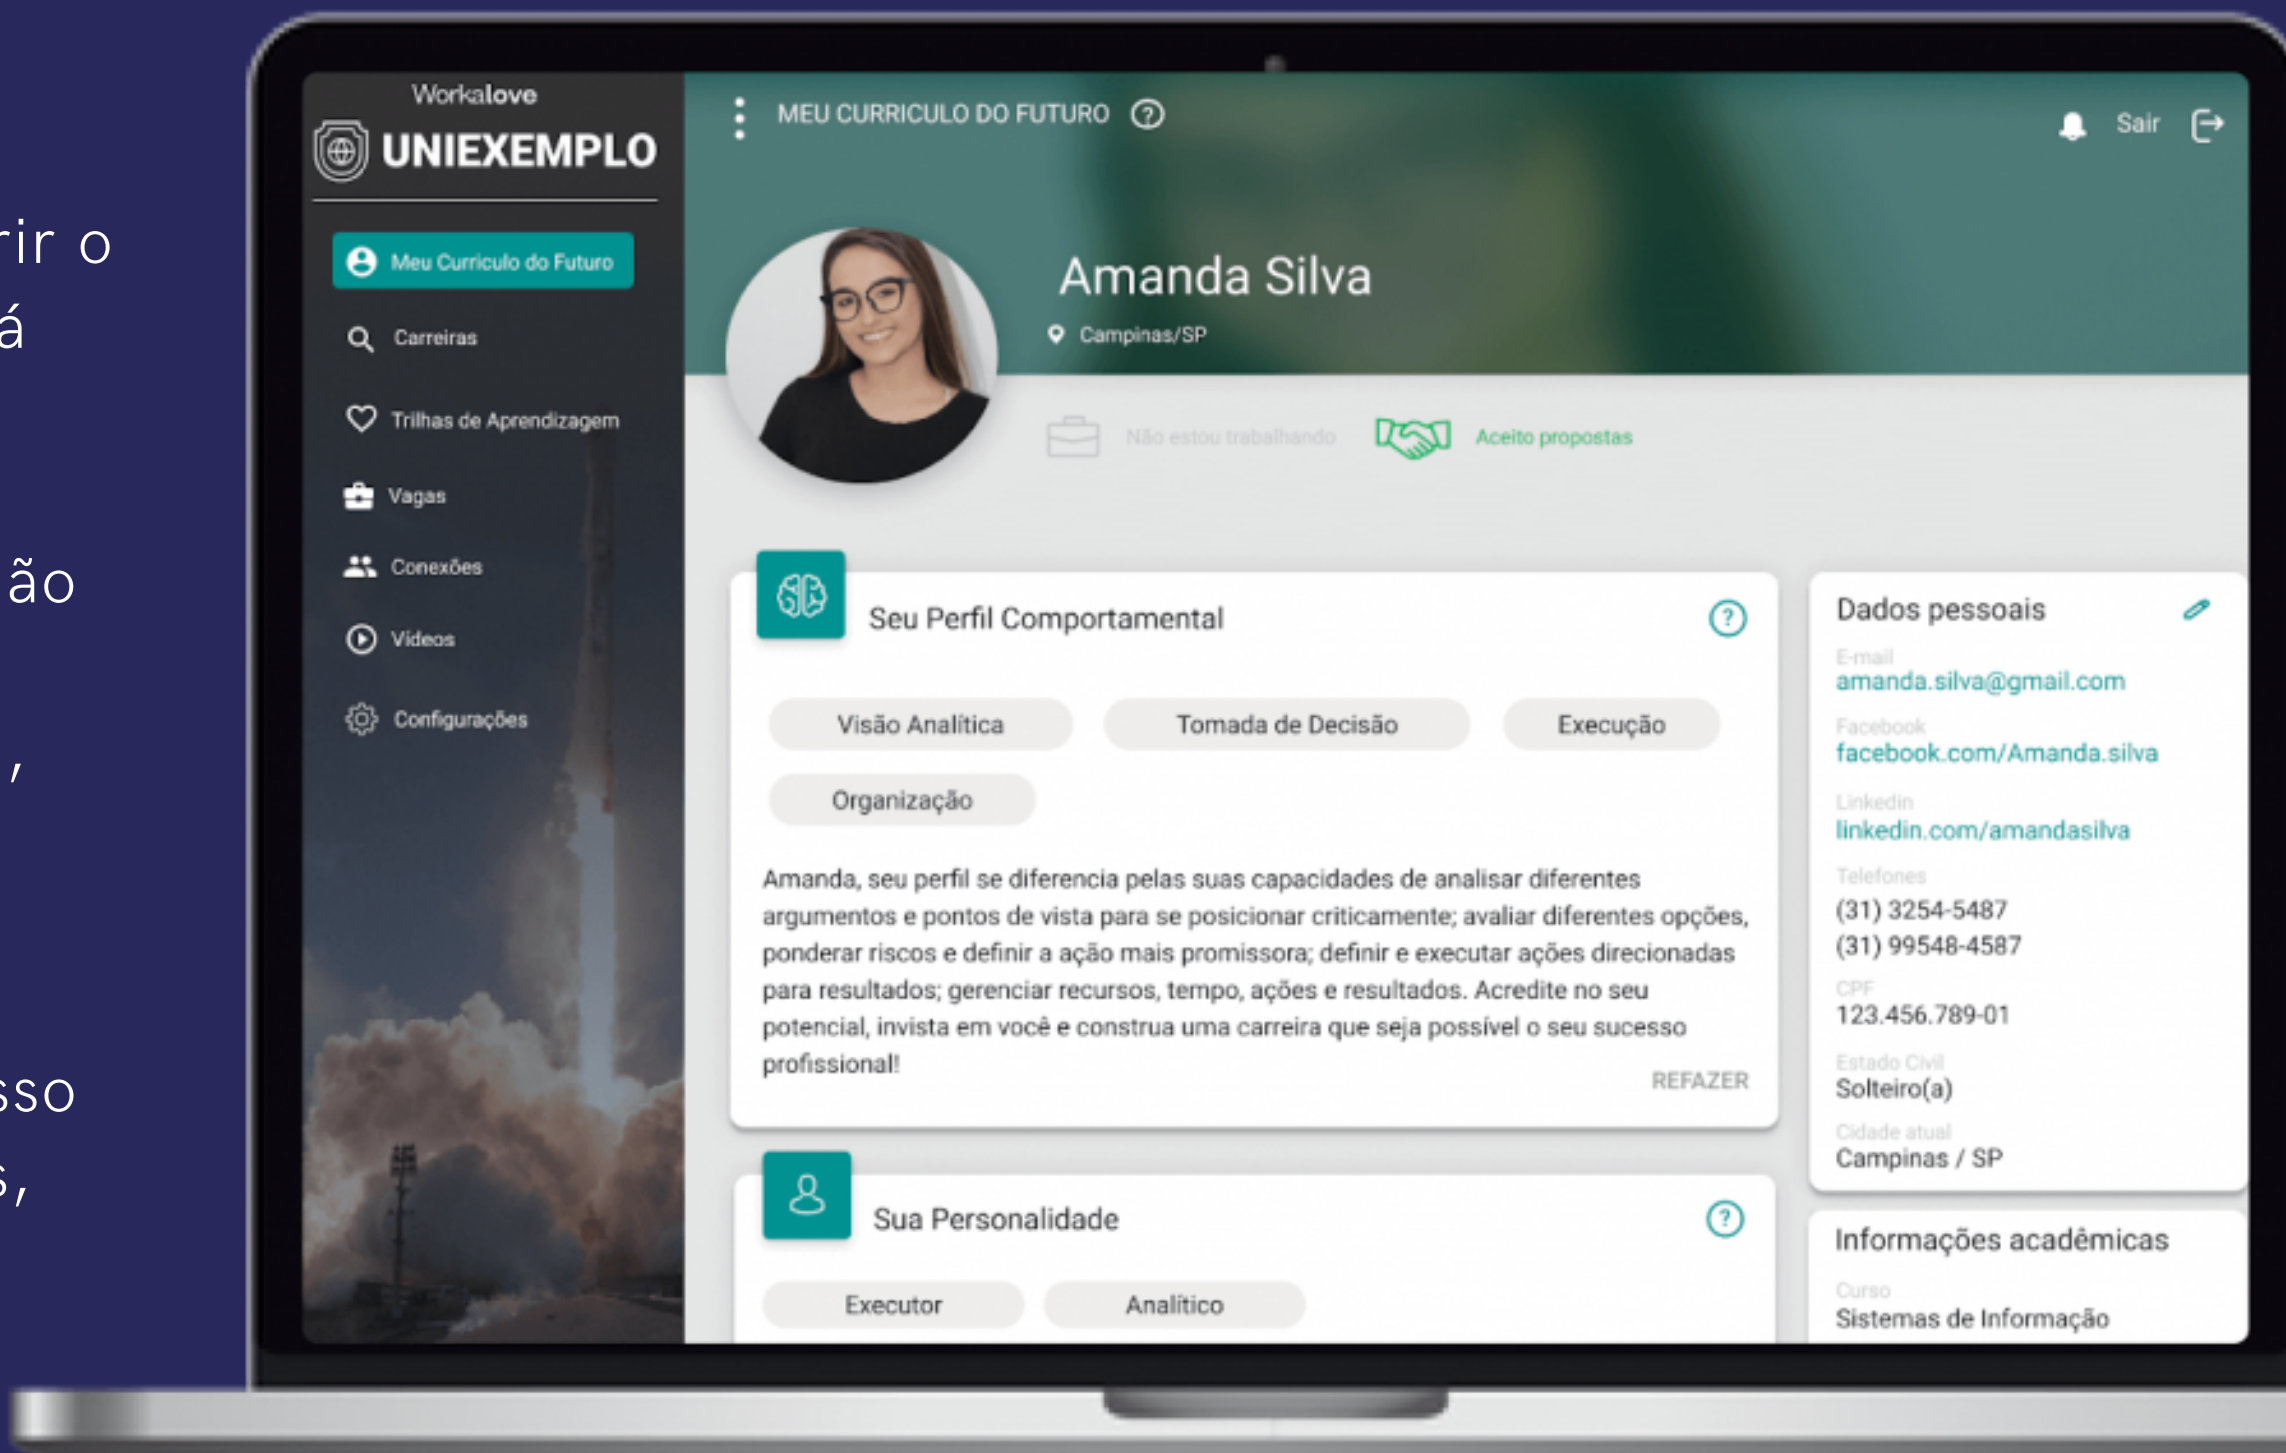 rir o
á
ão
,
sso
s,
Workalove
UNIEXEMPLO
Meu Curriculo do Futuro
Carreiras
Trilhas de Aprendizagem
Vagas
Conexões
Vídeos
Configurações
MEU CURRICULO DO FUTURO ?
Sair
Amanda Silva
Campinas/SP
Não estou trabalhando
Aceito propostas
Seu Perfil Comportamental
?
Visão Analítica
Tomada de Decisão
Execução
Organização
Amanda, seu perfil se diferencia pelas suas capacidades de analisar diferentes
argumentos e pontos de vista para se posicionar criticamente; avaliar diferentes opções,
ponderar riscos e definir a ação mais promissora; definir e executar ações direcionadas
para resultados; gerenciar recursos, tempo, ações e resultados. Acredite no seu
potencial, invista em você e construa uma carreira que seja possível o seu sucesso
profissional!
REFAZER
Sua Personalidade
?
Executor
Analítico
Dados pessoais
E-mail
amanda.silva@gmail.com
Facebook
facebook.com/Amanda.silva
Linkedin
linkedin.com/amandasilva
Telefones
(31) 3254-5487
(31) 99548-4587
CPF
123.456.789-01
Estado Civil
Solteiro(a)
Cidade atual
Campinas / SP
Informações acadêmicas
Curso
Sistemas de Informação